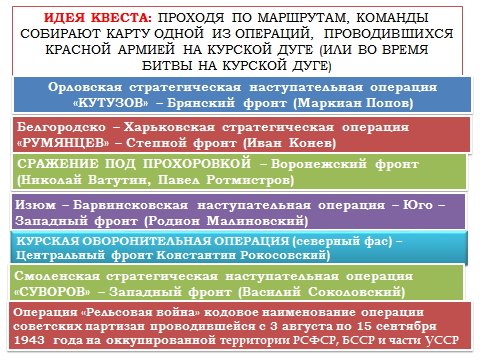 ИДЕЯ КВЕСТА: ПРОХОДЯ ПО МАРШРУТАМ, КОМАНДЫ
СОБИРАЮТ КАРТУ ОДНОЙ ИЗ ОПЕРАЦИЙ, ПРОВОДИВШИХСЯ
КРАСНОЙ АРМИЕЙ НА КУРСКОЙ ДУГЕ (ИЛИ ВО ВРЕМЯ
БИТВЫ НА КУРСКОЙ ДУГЕ)
Орловская стратегическая наступательная операция
«КУТУЗОВ» – Брянский фронт (Маркиан Попов)
Белгородско – Харьковская стратегическая операция
«РУМЯНЦЕВ» – Степной фронт (Иван Конев)
СРАЖЕНИЕ ПОД ПРОХОРОВКОЙ – Воронежский фронт
(Николай Ватутин, Павел Ротмистров)
Изюм – Барвинсковская наступательная операция – Юго –
Западный фронт (Родион Малиновский)
КУРСКАЯ ОБОРОНИТЕЛЬНАЯ ОПЕРАЦИЯ (северный фас) –
Центральный фронт Константин Рокосовский)
Смоленская стратегическая наступательная операция
«СУВОРОВ» – Западный фронт (Василий Соколовский)
Операция «Рельсовая война» кодовое наименование операции
советских партизан проводившейся с 3 августа по 15 сентября
1943 года на оккупированной территории РСФСР, БССР и части УССР